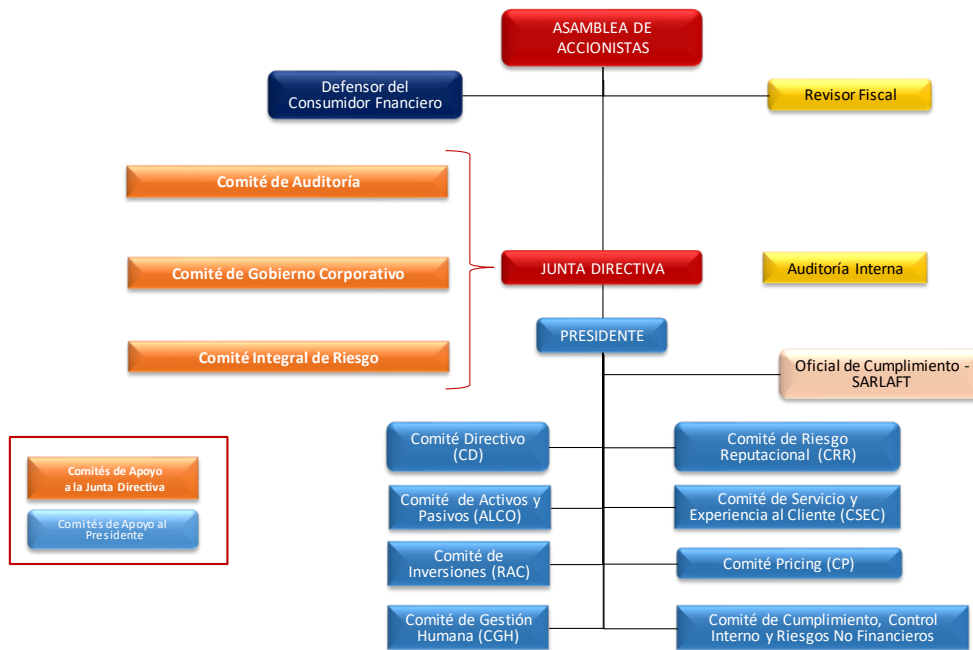 ASAMBLEA DE
ACCIONISTAS
Defensor del
Consumidor Fnanciero
Revisor Fiscal
Comité de Auditoría
Comité de Gobierno Corporativo
JUNTA DIRECTIVA
Auditoría Interna
PRESIDENTE
Comité Integral de Riesgo
Oficial de Cumplimiento -
SARLAFT
Comité Directivo
(CD)
Comité de Riesgo
Reputacional (CRR)
Comités de Apoyo
a la Junta Directiva
Comités de Apoyo al
Presidente
Comité de Activos y
Pasivos (ALCO)
Comité de Servicio y
Experiencia al Cliente (CSEC)
Comité de
Inversiones (RAC)
Comité Pricing (CP)
Comité de Gestión
Humana (CGH)
Comité de Cumplimiento, Control
Interno y Riesgos No Financieros